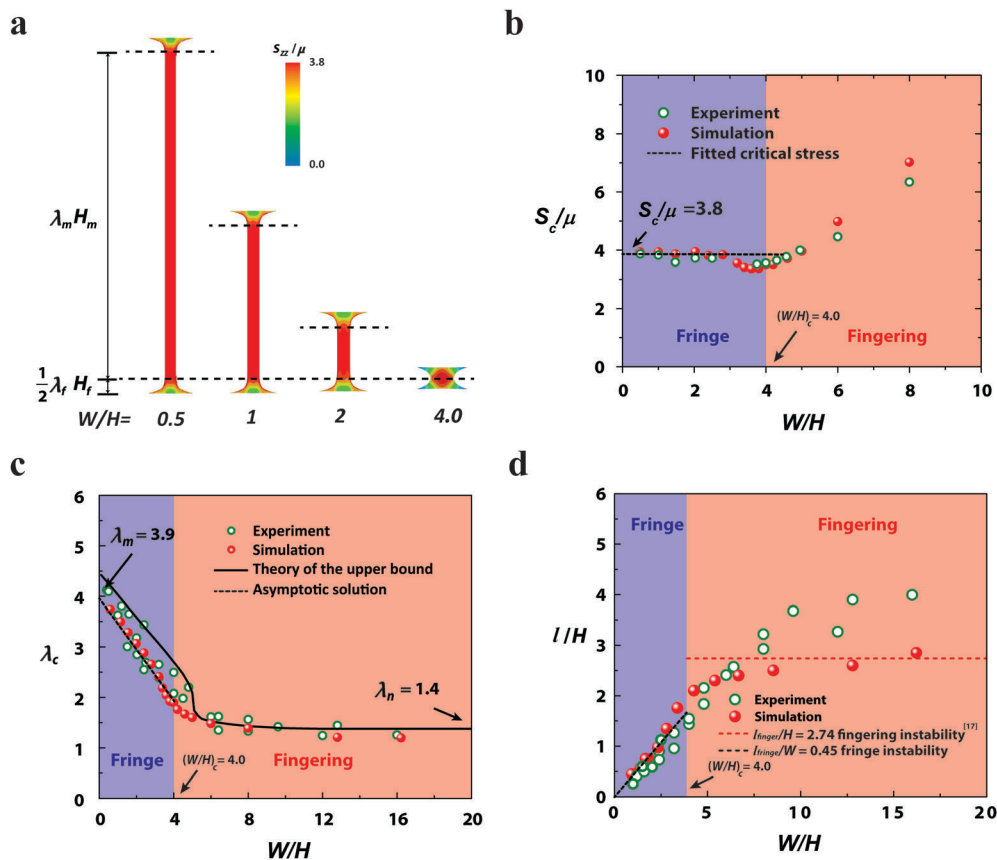 a
S_zz / μ
3.8
0.0
λ_m H_m
1/2 λ_f H_f
W/H= 0.5 1 2 4.0
b
10
8
6
4
2
0
S_c/μ
Experiment
Simulation
Fitted critical stress
S_c/μ =3.8
(W/H)_c = 4.0
Fringe
Fingering
0 2 4 6 8 10
W/H
c
6
5
4
3
2
1
0
λ_c
λ_m = 3.9
Experiment
Simulation
Theory of the upper bound
Asymptotic solution
λ_n = 1.4
(W/H)_c = 4.0
Fringe
Fingering
0 4 8 12 16 20
W/H
d
6
5
4
3
2
1
0
l/H
Fringe
Fingering
Experiment
Simulation
l_finger/H = 2.74 fingering instability[17]
l_fringe/W = 0.45 fringe instability
(W/H)_c = 4.0
0 5 10 15 20
W/H